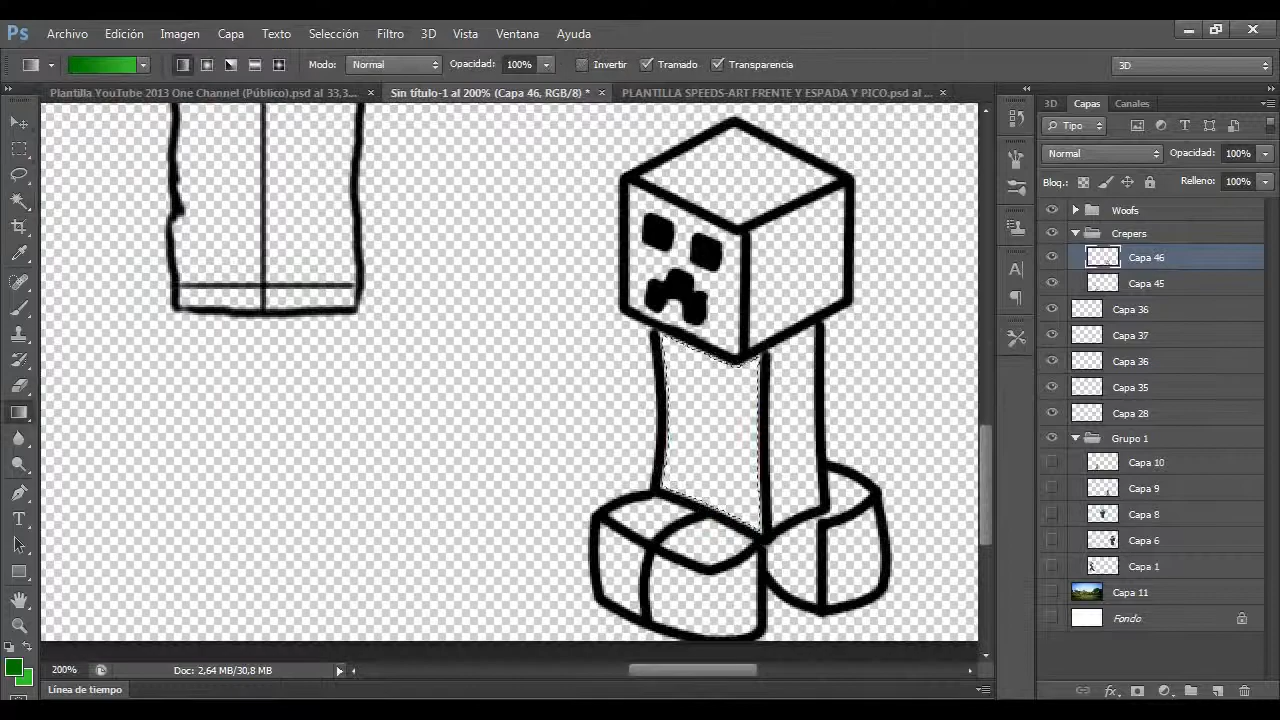 Ps Archivo Edición Imagen Capa Texto Selección Filtro 3D Vista Ventana Ayuda
Modo: Normal Opacidad: 100% Invertir Tramado Transparencia 3D
Plantilla YouTube 2013 One Channel (Público).psd al 33,3... × Sin título-1 al 200% (Capa 46, RGB/8) * × PLANTILLA SPEEDS-ART FRENTE Y ESPADA Y PICO.psd al ... ×
3D Capas Canales
Tipo
Normal Opacidad: 100%
Bloq.: Relleno: 100%
Woofs
Crepers
Capa 46
Capa 45
Capa 36
Capa 37
Capa 36
Capa 35
Capa 28
Grupo 1
Capa 10
Capa 9
Capa 8
Capa 6
Capa 1
Capa 11
Fondo
200% Doc: 2,64 MB/30,8 MB
Línea de tiempo